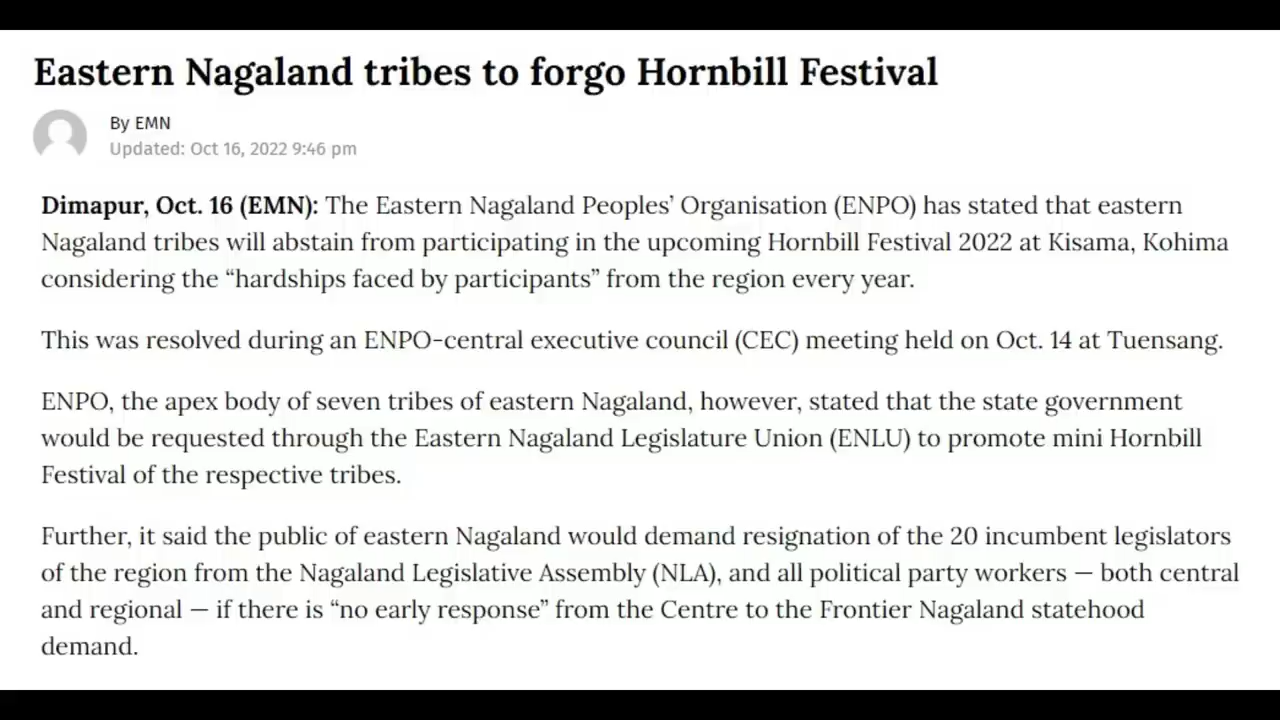 Eastern Nagaland tribes to forgo Hornbill Festival
By EMN
Updated: Oct 16, 2022 9:46 pm
Dimapur, Oct. 16 (EMN): The Eastern Nagaland Peoples’ Organisation (ENPO) has stated that eastern
Nagaland tribes will abstain from participating in the upcoming Hornbill Festival 2022 at Kisama, Kohima
considering the “hardships faced by participants” from the region every year.
This was resolved during an ENPO-central executive council (CEC) meeting held on Oct. 14 at Tuensang.
ENPO, the apex body of seven tribes of eastern Nagaland, however, stated that the state government
would be requested through the Eastern Nagaland Legislature Union (ENLU) to promote mini Hornbill
Festival of the respective tribes.
Further, it said the public of eastern Nagaland would demand resignation of the 20 incumbent legislators
of the region from the Nagaland Legislative Assembly (NLA), and all political party workers — both central
and regional — if there is “no early response” from the Centre to the Frontier Nagaland statehood
demand.